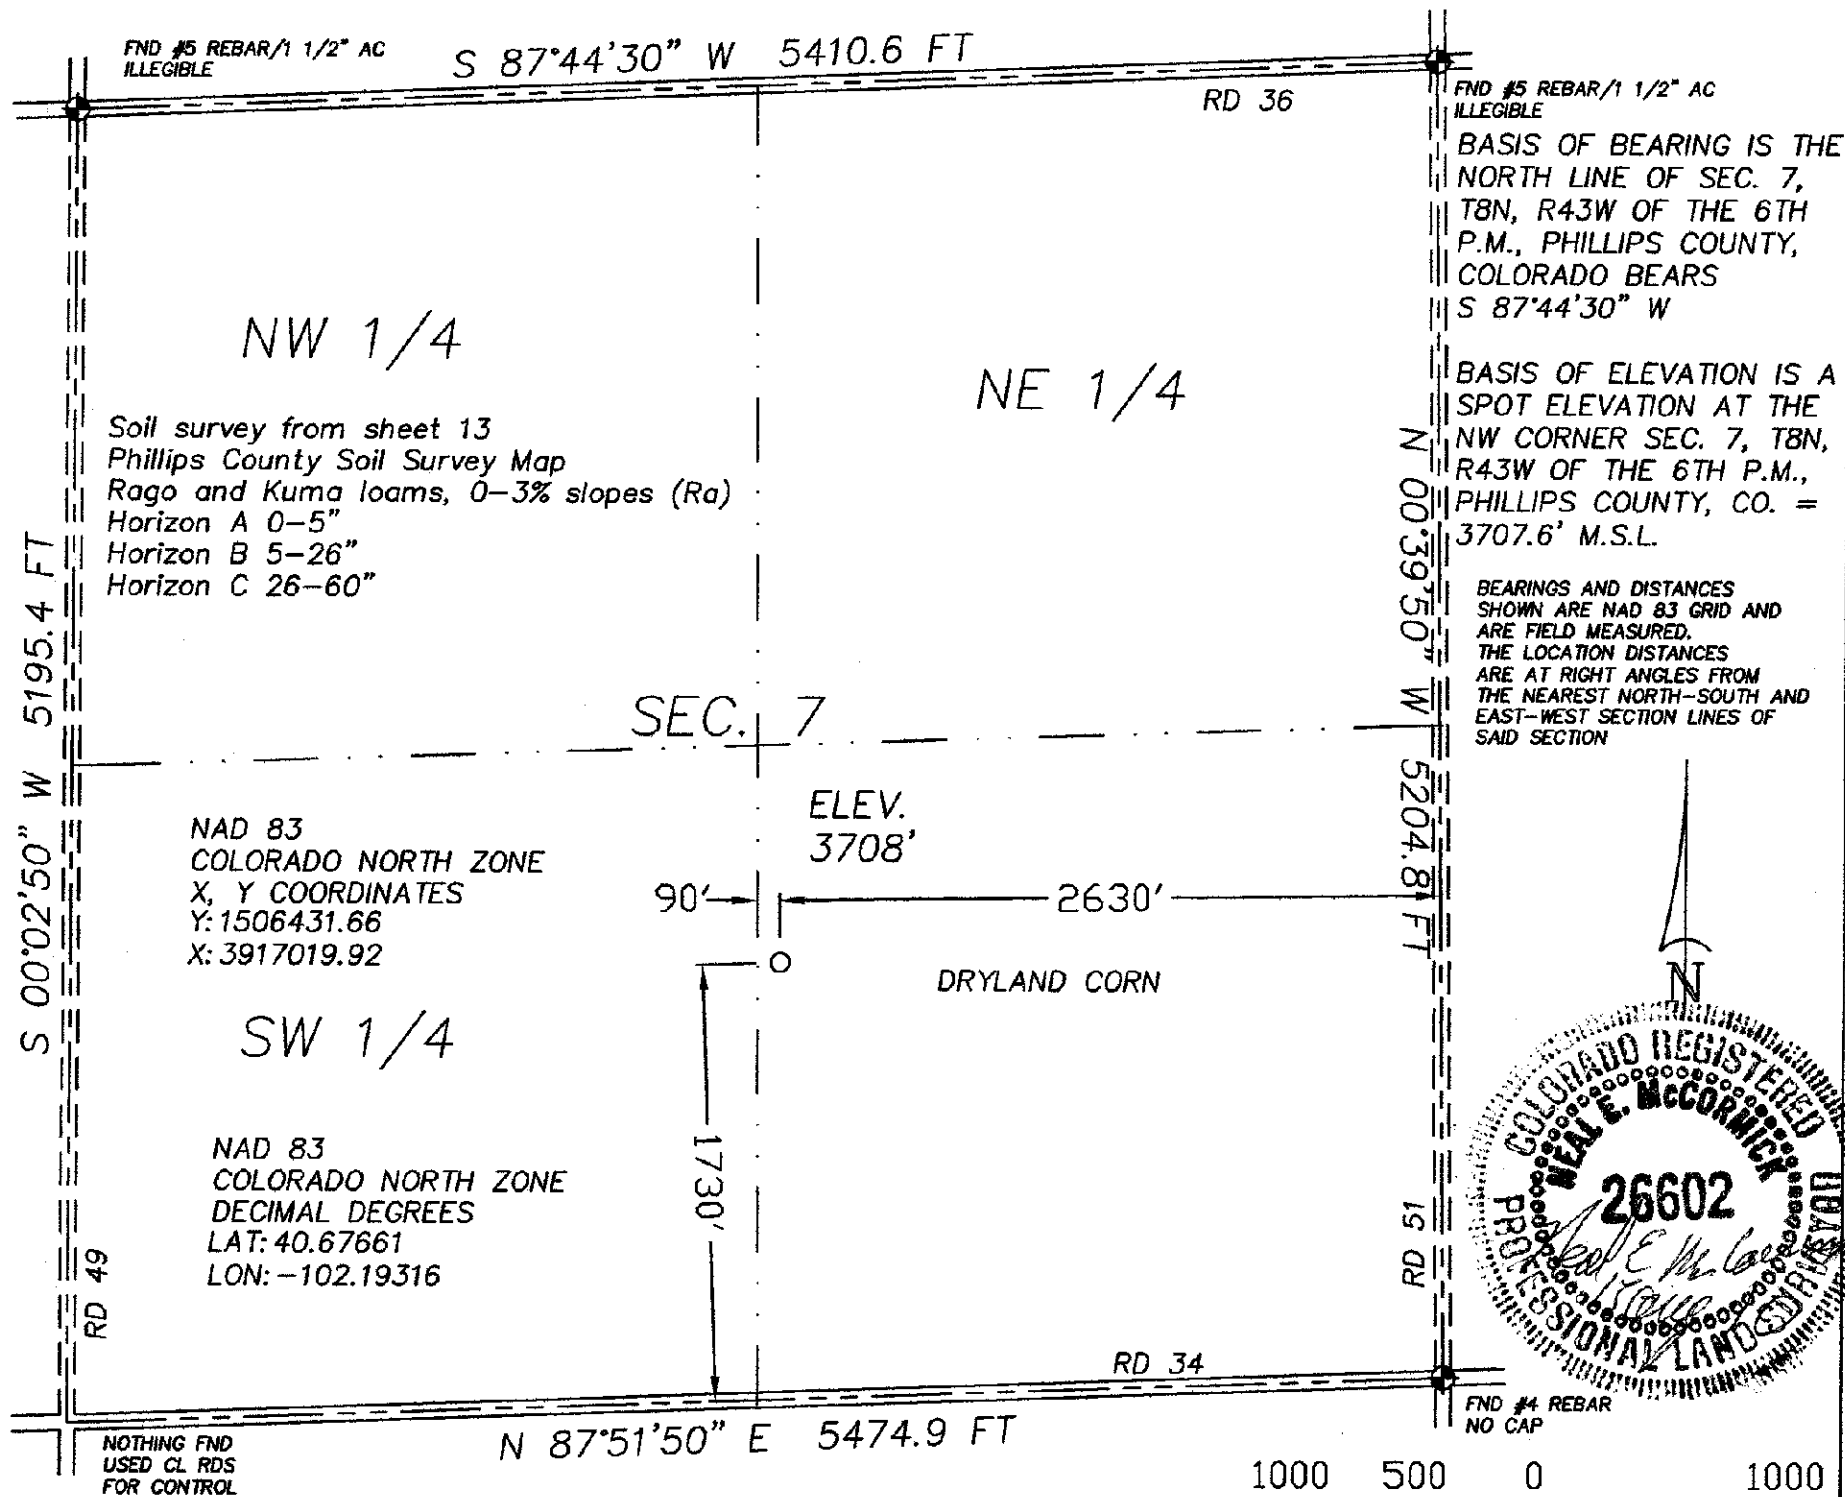 FND #5 REBAR/1 1/2" AC
ILLEGIBLE
S 87°44'30" W 5410.6 FT
RD 36
FND #5 REBAR/1 1/2" AC
ILLEGIBLE
BASIS OF BEARING IS THE
NORTH LINE OF SEC. 7,
T8N, R43W OF THE 6TH
P.M., PHILLIPS COUNTY,
COLORADO BEARS
S 87°44'30" W
BASIS OF ELEVATION IS A
SPOT ELEVATION AT THE
NW CORNER SEC. 7, T8N,
R43W OF THE 6TH P.M.,
PHILLIPS COUNTY, CO. =
3707.6' M.S.L.
BEARINGS AND DISTANCES
SHOWN ARE NAD 83 GRID AND
ARE FIELD MEASURED.
THE LOCATION DISTANCES
ARE AT RIGHT ANGLES FROM
THE NEAREST NORTH-SOUTH AND
EAST-WEST SECTION LINES OF
SAID SECTION
NW 1/4
NE 1/4
Soil survey from sheet 13
Phillips County Soil Survey Map
Rago and Kuma loams, 0-3% slopes (Ra)
Horizon A 0-5"
Horizon B 5-26"
Horizon C 26-60"
S 00°02'50" W 5195.4 FT
N 00°39'50" W 5204.8 FT
SEC. 7
ELEV.
3708'
NAD 83
COLORADO NORTH ZONE
X, Y COORDINATES
Y: 1506431.66
X: 3917019.92
90'
2630'
DRYLAND CORN
SW 1/4
1730'
NAD 83
COLORADO NORTH ZONE
DECIMAL DEGREES
LAT: 40.67661
LON: -102.19316
RD 49
RD 51
RD 34
N
COLORADO REGISTERED
NEAL E. McCORMICK
26602
PROFESSIONAL LAND SURVEYOR
Neal E
FND #4 REBAR
NO CAP
NOTHING FND
USED CL RDS
FOR CONTROL
N 87°51'50" E 5474.9 FT
1000 500 0 1000